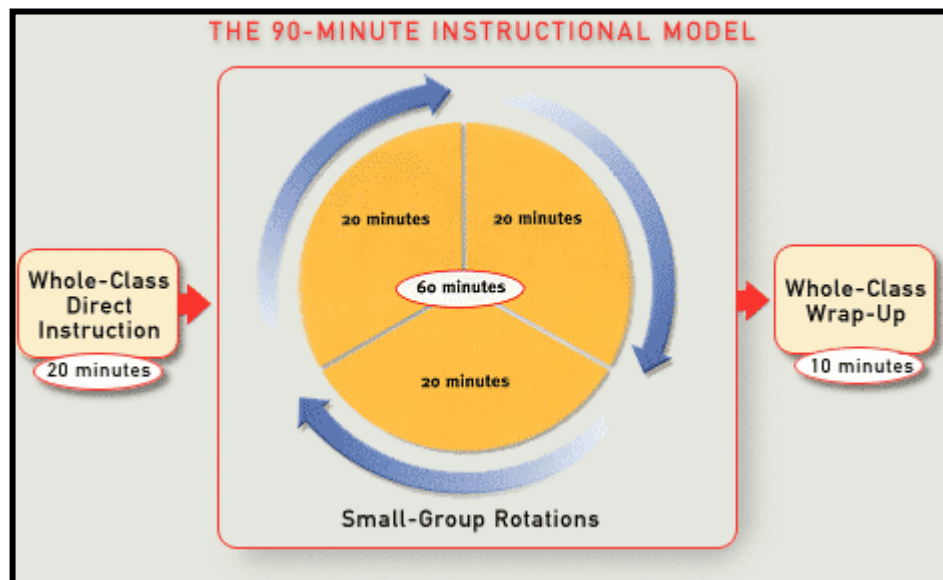 THE 90-MINUTE INSTRUCTIONAL MODEL
Whole-Class
Direct
Instruction
20 minutes
20 minutes
20 minutes
60 minutes
20 minutes
Small-Group Rotations
Whole-Class
Wrap-Up
10 minutes